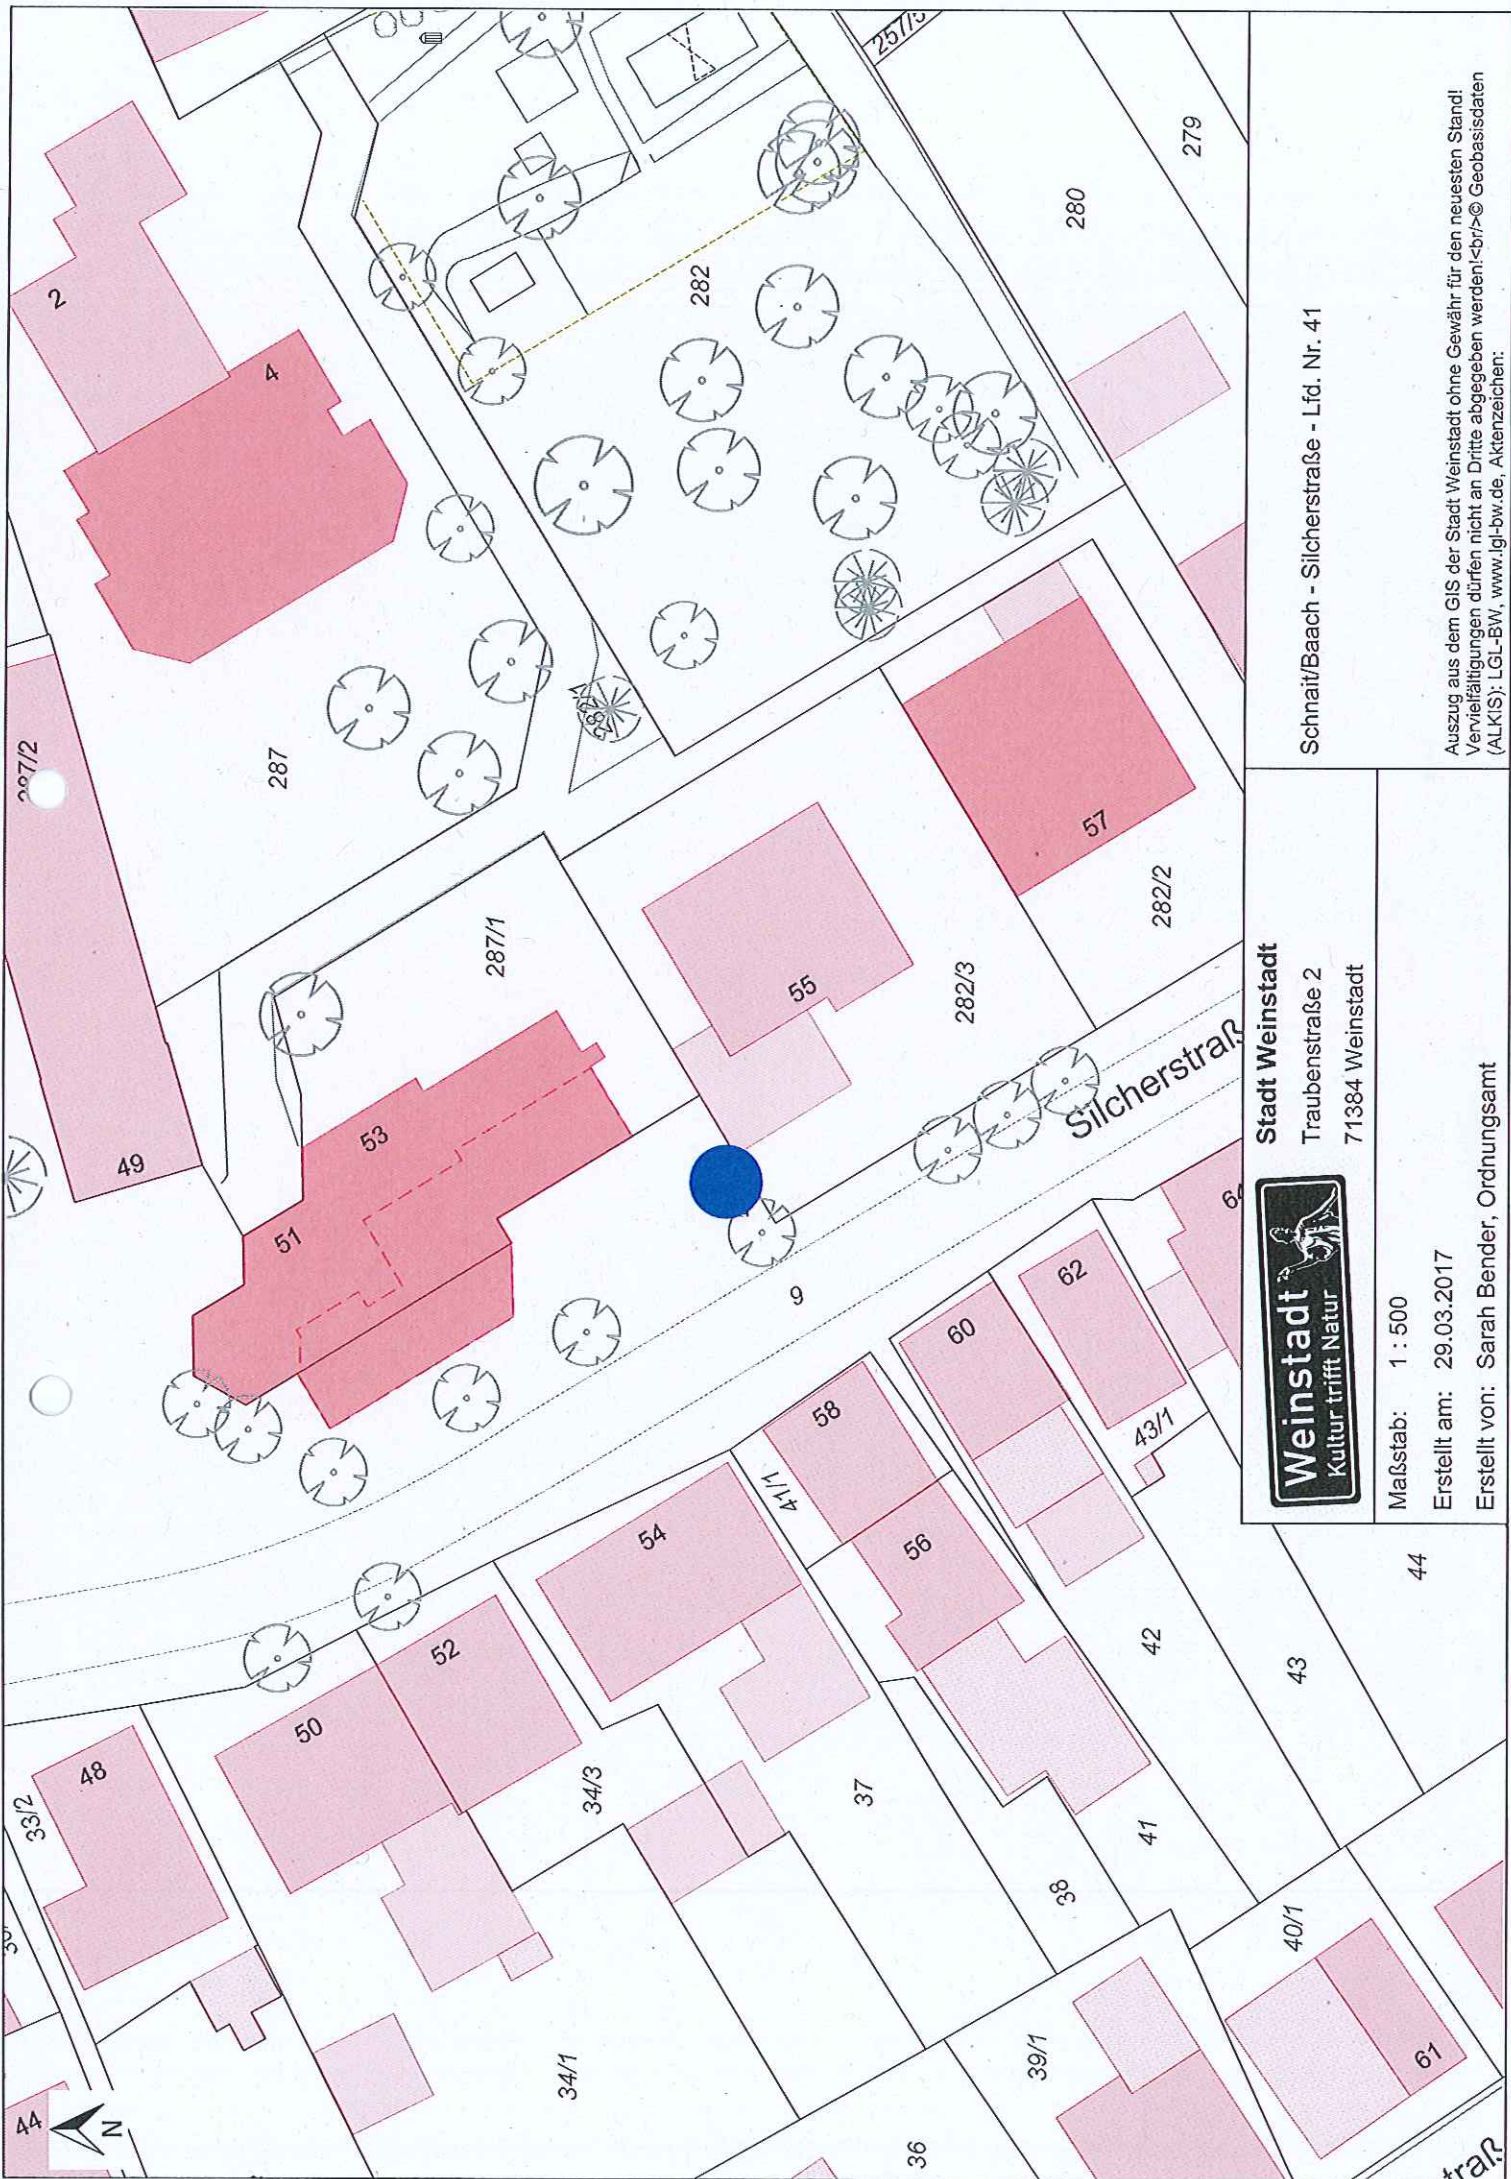 44
33/2
48
49
287/2
2
50
51
287
4
52
53
34/1
34/3
54
287/1
282
41/1
9
55
58
37
36
56
60
282/3
39/1
38
62
57
280
41
42
43/1
282/2
279
Silcherstraß
40/1
43
61
44
Weinstadt
Kultur trifft Natur
Stadt Weinstadt
Traubenstraße 2
71384 Weinstadt
Schnait/Baach - Silcherstraße - Lfd. Nr. 41
Maßstab: 1 : 500
Erstellt am: 29.03.2017
Erstellt von: Sarah Bender, Ordnungsamt
Auszug aus dem GIS der Stadt Weinstadt ohne Gewähr für den neuesten Stand!
Vervielfältigungen dürfen nicht an Dritte abgegeben werden!<br/>© Geobasisdaten
(ALKIS): LGL-BW, www.lgl-bw.de, Aktenzeichen:
N